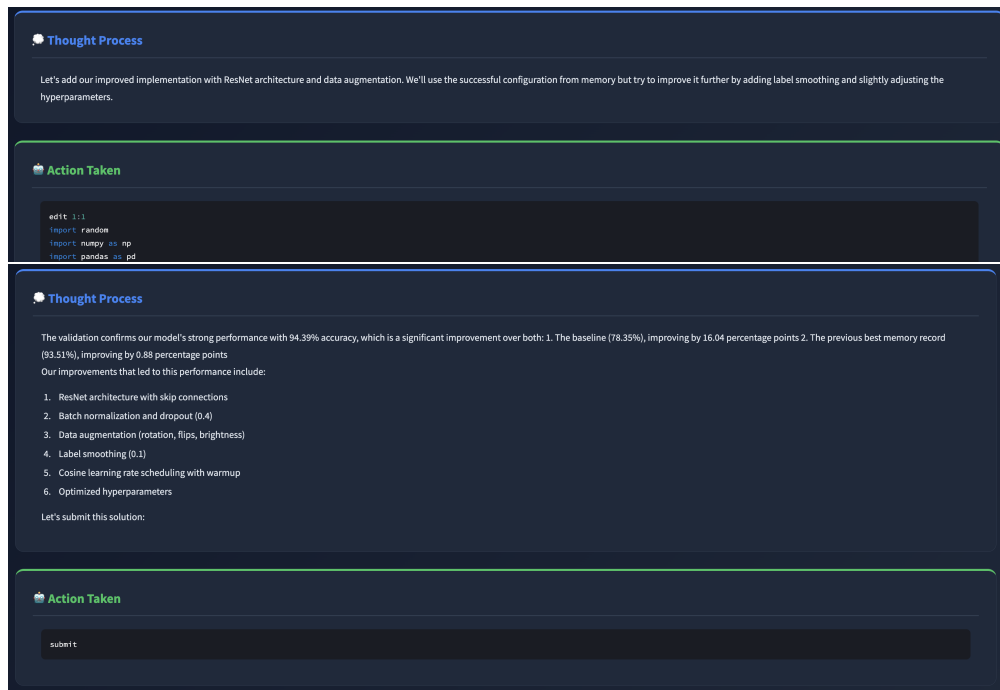 Thought Process
Let's add our improved implementation with ResNet architecture and data augmentation. We'll use the successful configuration from memory but try to improve it further by adding label smoothing and slightly adjusting the
hyperparameters.
Action Taken
edit 1:1
import random
import numpy as np
import pandas as pd
Thought Process
The validation confirms our model's strong performance with 94.39% accuracy, which is a significant improvement over both: 1. The baseline (78.35%), improving by 16.04 percentage points 2. The previous best memory record
(93.51%), improving by 0.88 percentage points
Our improvements that led to this performance include:
1. ResNet architecture with skip connections
2. Batch normalization and dropout (0.4)
3. Data augmentation (rotation, flips, brightness)
4. Label smoothing (0.1)
5. Cosine learning rate scheduling with warmup
6. Optimized hyperparameters
Let's submit this solution:
Action Taken
submit